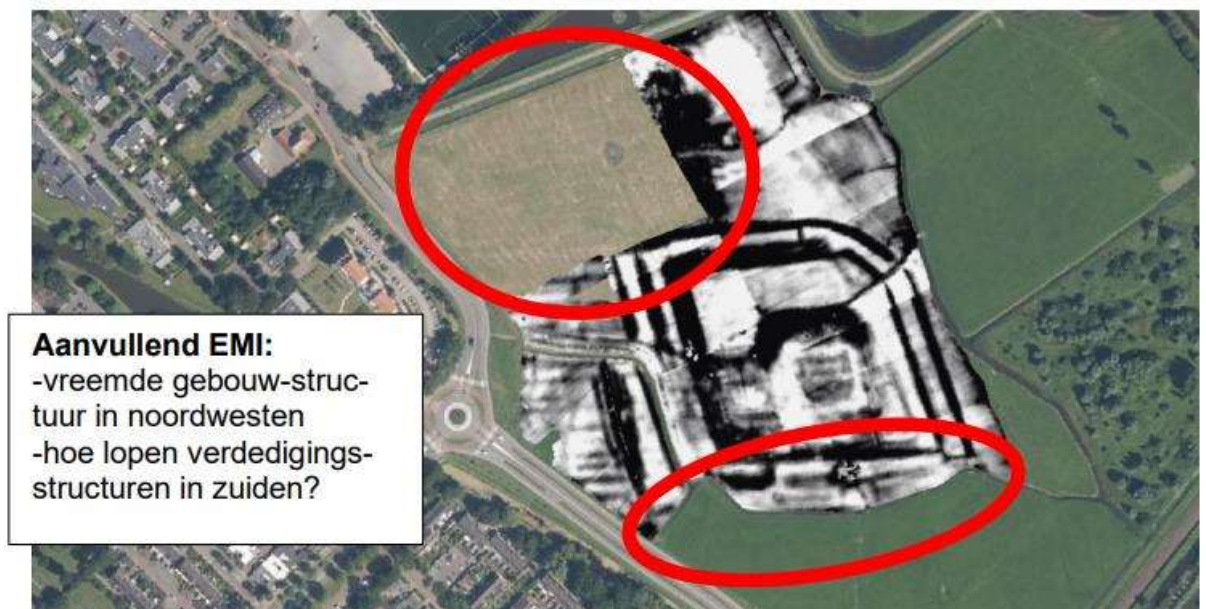 Aanvullend EMI:
-vreemde gebouw-struc-
tuur in noordwesten
-hoe lopen verdedigings-
structuren in zuiden?